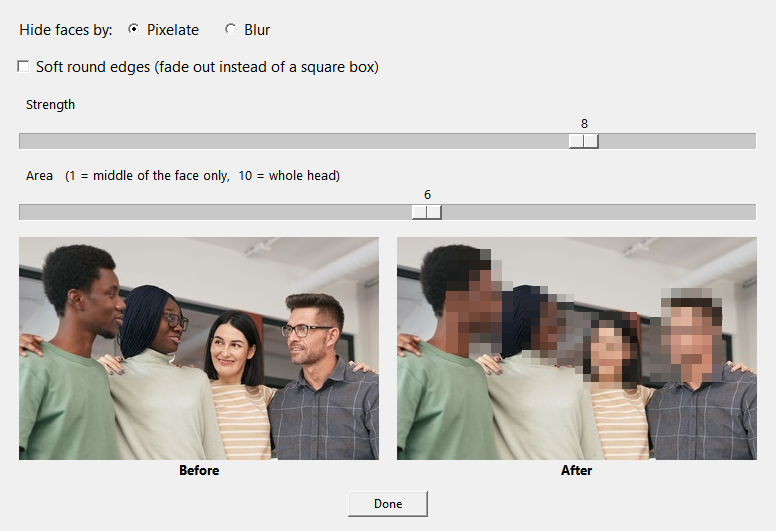 Hide faces by: Pixelate Blur
Soft round edges (fade out instead of a square box)
Strength
8
Area (1 = middle of the face only, 10 = whole head)
6
Before After
Done